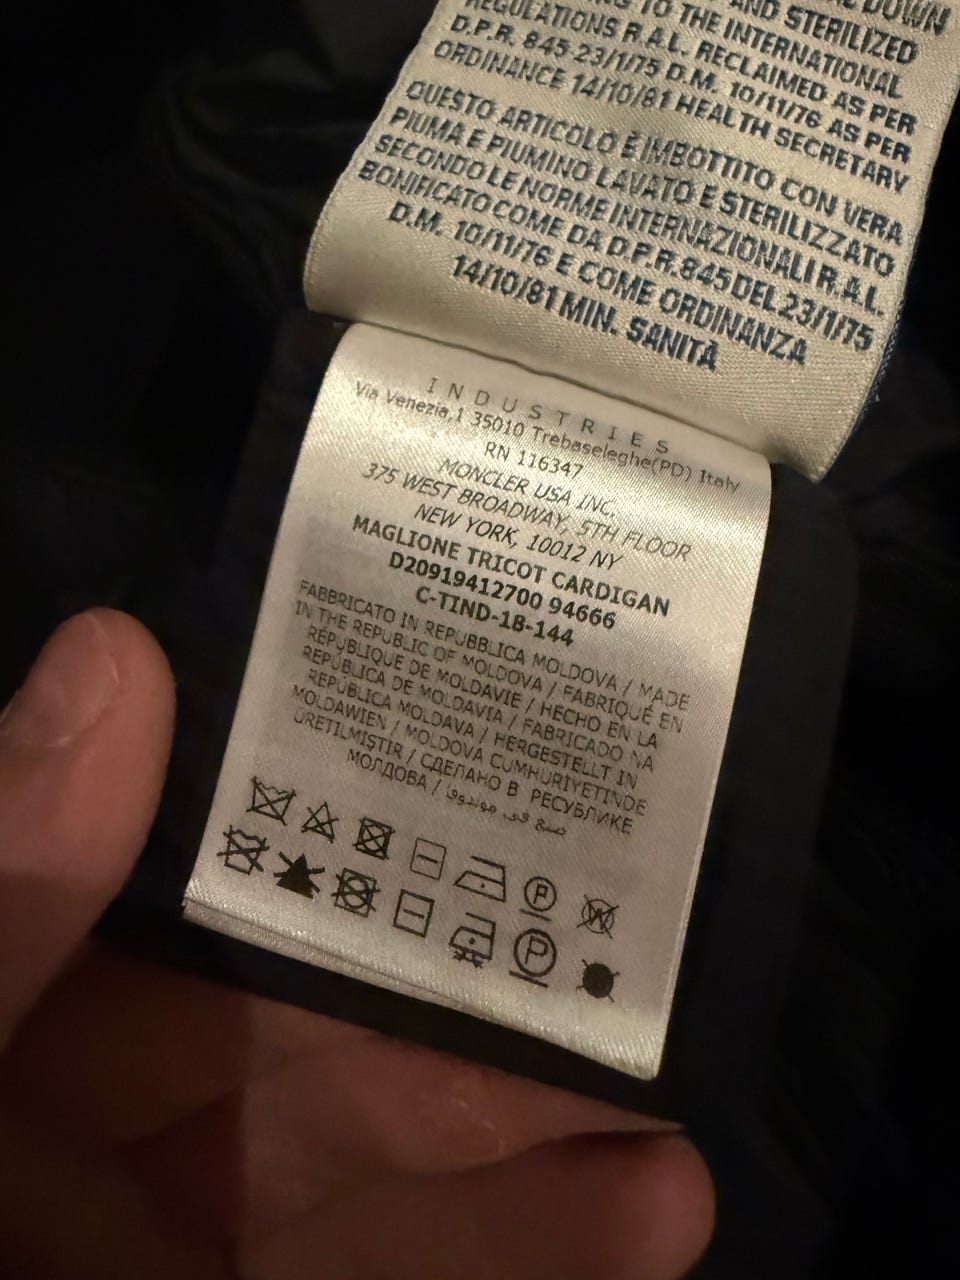 DOWN
AND STERILIZED
TO THE INTERNATIONAL
REGULATIONS R.A.L. RECLAIMED AS PER
D.P.R. 845 23/1/75 D.M. 10/11/76 AS PER
ORDINANCE 14/10/81 HEALTH SECRETARY
QUESTO ARTICOLO È IMBOTTITO CON VERA
PIUMA E PIUMINO LAVATO E STERILIZZATO
SECONDO LE NORME INTERNAZIONALI R.A.L.
BONIFICATO COME DA D.P.R. 845 DEL 23/1/75
D.M. 10/11/76 E COME ORDINANZA
14/10/81 MIN. SANITÀ
INDUSTRIES
Via Venezia,1 35010 Trebaseleghe(PD) Italy
RN 116347
MONCLER USA INC,
375 WEST BROADWAY, 5TH FLOOR
NEW YORK, 10012 NY
MAGLIONE TRICOT CARDIGAN
D20919412700 94666
C-TIND-1B-144
FABBRICATO IN REPUBBLICA MOLDOVA / MADE
IN THE REPUBLIC OF MOLDOVA / FABRIQUÉ EN
RÉPUBLIQUE DE MOLDAVIE / HECHO EN LA
REPÚBLICA DE MOLDAVIA / FABRICADO NA
REPÚBLICA MOLDAVA / HERGESTELLT IN
MOLDAWIEN / MOLDOVA CUMHURIYETINDE
ÜRETILMIŞTIR / СДЕЛАНО В РЕСУБЛИКЕ
МОЛДОВА / صنع في
P W
P